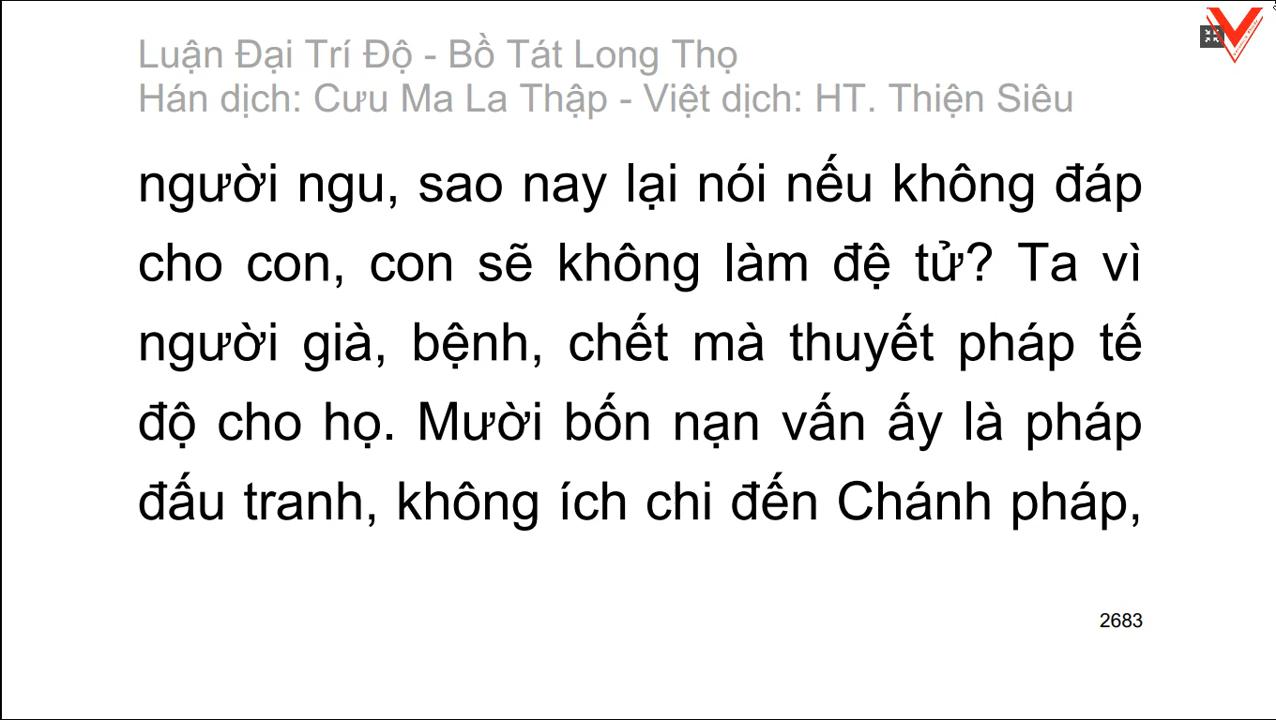 Luận Đại Trí Độ - Bồ Tát Long Thọ
Hán dịch: Cưu Ma La Thập - Việt dịch: HT. Thiện Siêu
người ngu, sao nay lại nói nếu không đáp
cho con, con sẽ không làm đệ tử? Ta vì
người già, bệnh, chết mà thuyết pháp tế
độ cho họ. Mười bốn nạn vấn ấy là pháp
đấu tranh, không ích chi đến Chánh pháp,
2683